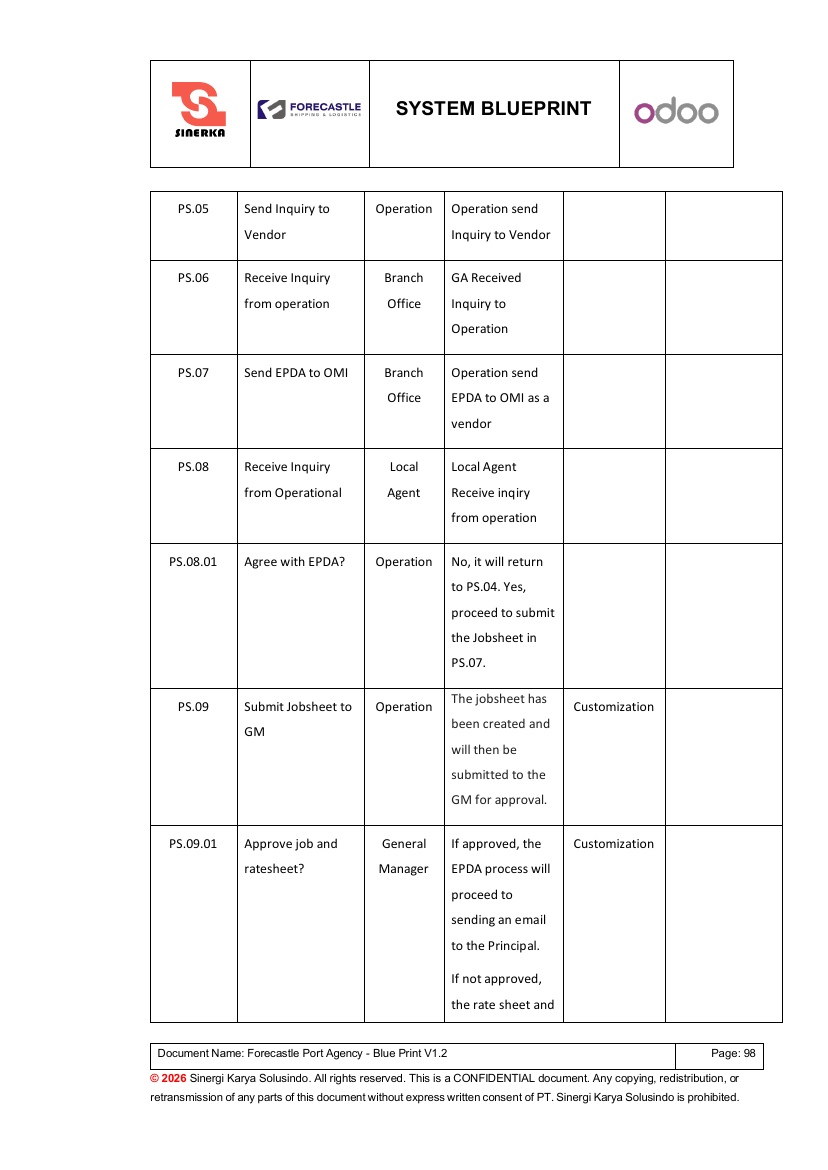 SINERKA
FORECASTLE
SHIPPING & LOGISTICS
SYSTEM BLUEPRINT
odoo
PS.05
Send Inquiry to
Vendor
Operation
Operation send
Inquiry to Vendor
PS.06
Receive Inquiry
from operation
Branch
Office
GA Received
Inquiry to
Operation
PS.07
Send EPDA to OMI
Branch
Office
Operation send
EPDA to OMI as a
vendor
PS.08
Receive Inquiry
from Operational
Local
Agent
Local Agent
Receive inqiry
from operation
PS.08.01
Agree with EPDA?
Operation
No, it will return
to PS.04. Yes,
proceed to submit
the Jobsheet in
PS.07.
PS.09
Submit Jobsheet to
GM
Operation
The jobsheet has
been created and
will then be
submitted to the
GM for approval.
Customization
PS.09.01
Approve job and
ratesheet?
General
Manager
If approved, the
EPDA process will
proceed to
sending an email
to the Principal.
If not approved,
the rate sheet and
Customization
Document Name: Forecastle Port Agency - Blue Print V1.2
Page: 98
© 2026 Sinergi Karya Solusindo. All rights reserved. This is a CONFIDENTIAL document. Any copying, redistribution, or
retransmission of any parts of this document without express written consent of PT. Sinergi Karya Solusindo is prohibited.